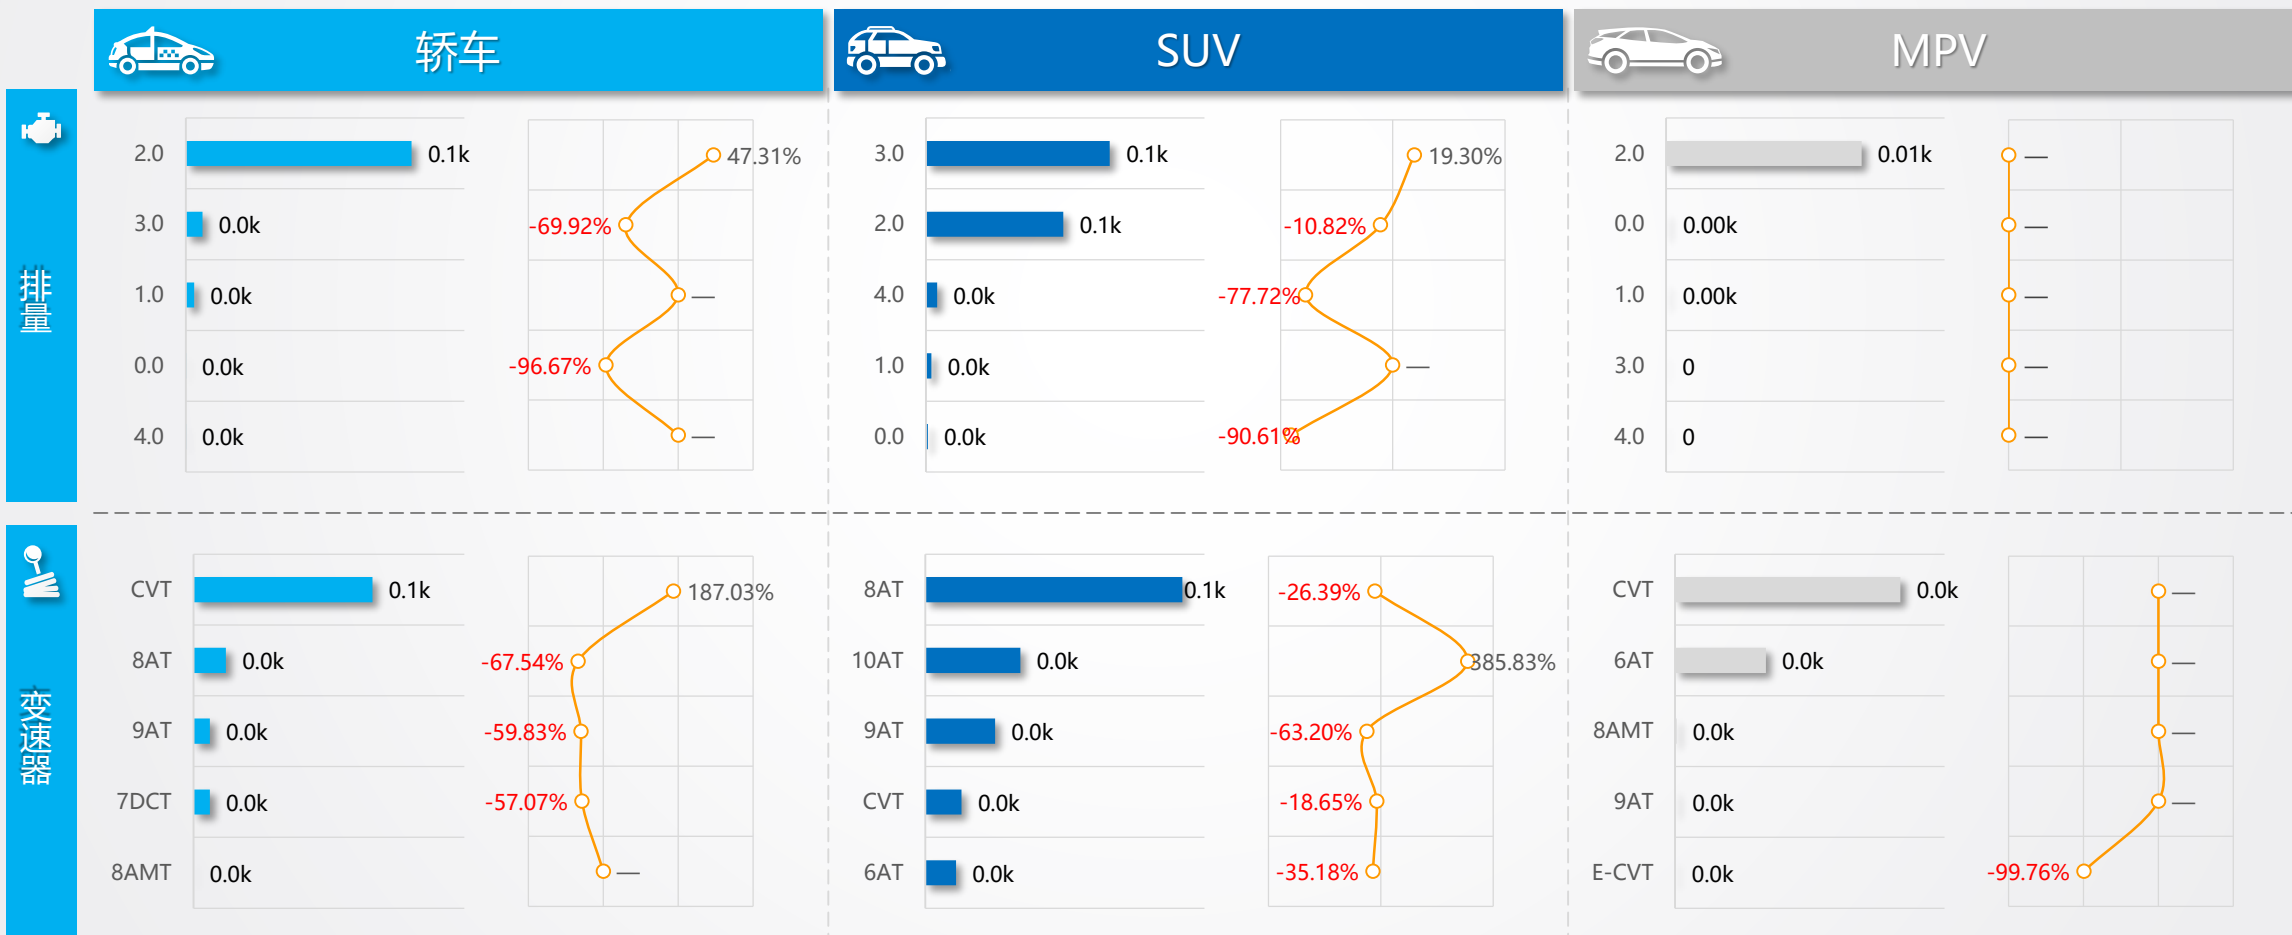 轿车
SUV
MPV
排量
2.0 0.1k 47.31%
3.0 0.0k -69.92%
1.0 0.0k —
0.0 0.0k -96.67%
4.0 0.0k —
3.0 0.1k 19.30%
2.0 0.1k -10.82%
4.0 0.0k -77.72%
1.0 0.0k —
0.0 0.0k -90.61%
2.0 0.01k —
0.0 0.00k —
1.0 0.00k —
3.0 0 —
4.0 0 —
变速器
CVT 0.1k 187.03%
8AT 0.0k -67.54%
9AT 0.0k -59.83%
7DCT 0.0k -57.07%
8AMT 0.0k —
8AT 0.1k -26.39%
10AT 0.0k 385.83%
9AT 0.0k -63.20%
CVT 0.0k -18.65%
6AT 0.0k -35.18%
CVT 0.0k —
6AT 0.0k —
8AMT 0.0k —
9AT 0.0k —
E-CVT 0.0k -99.76%